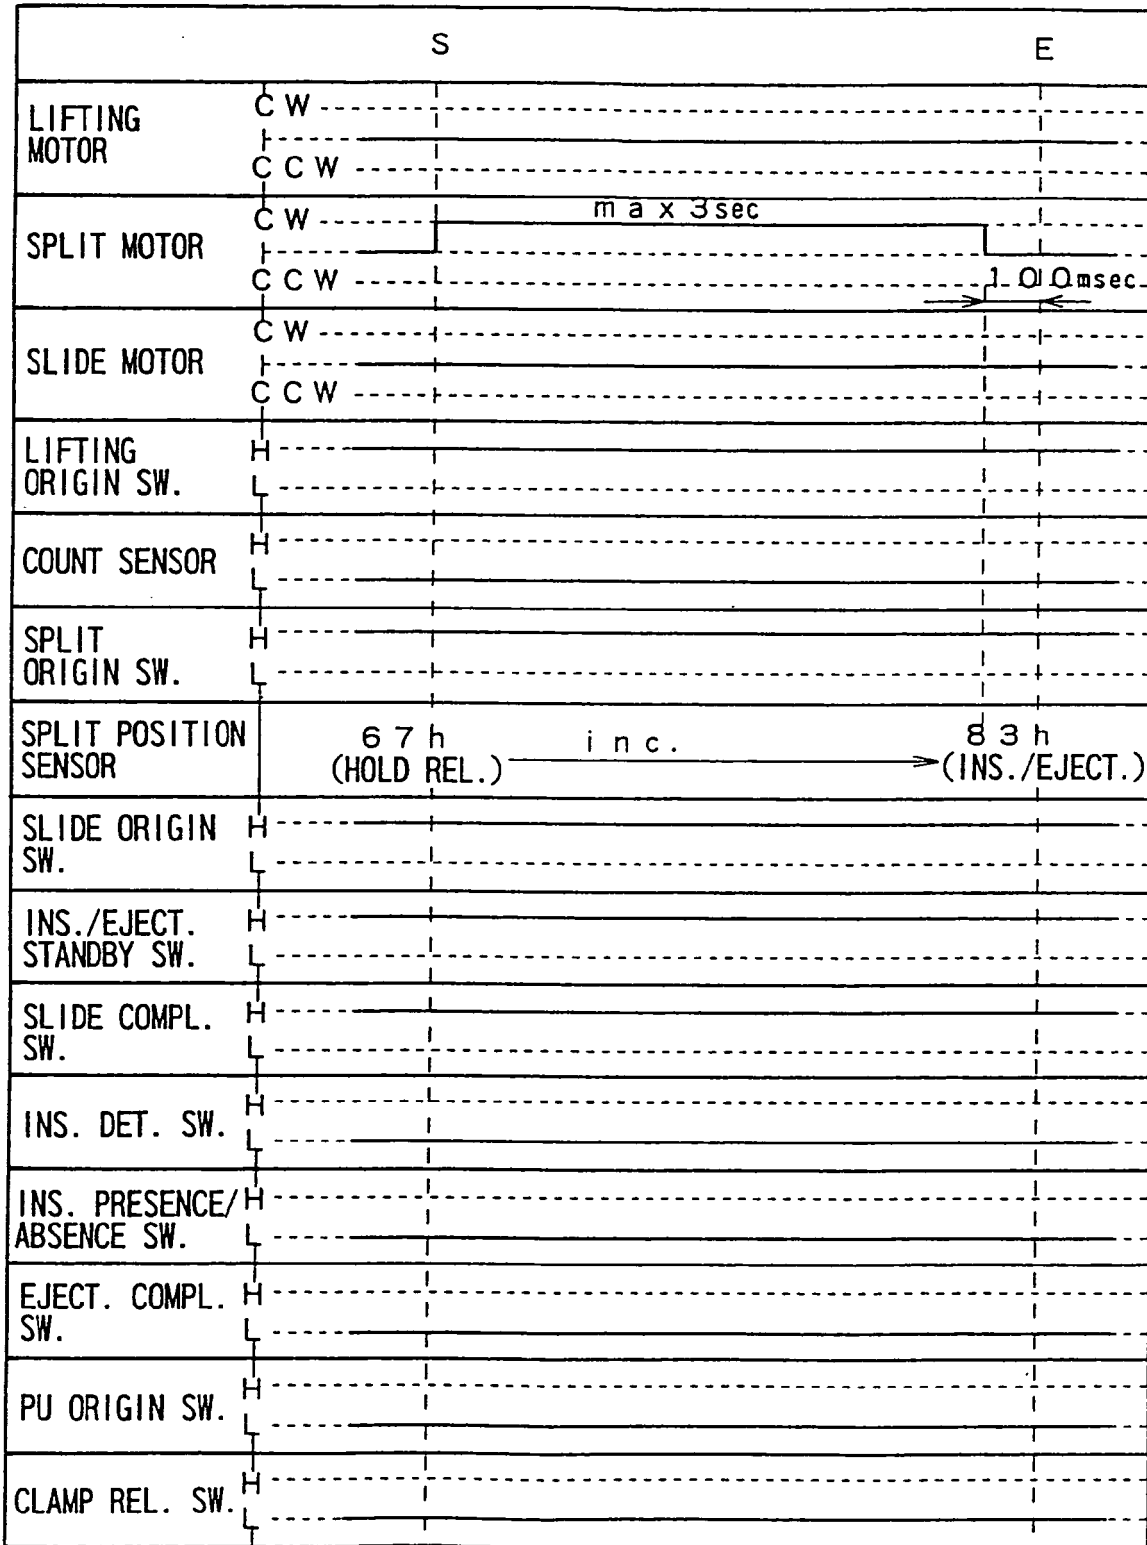 S E
LIFTING MOTOR
CW
CCW
SPLIT MOTOR
CW
max 3sec
CCW
100msec
SLIDE MOTOR
CW
CCW
LIFTING
ORIGIN SW.
H
L
COUNT SENSOR
H
L
SPLIT
ORIGIN SW.
H
L
SPLIT POSITION
SENSOR
67h
(HOLD REL.)
inc.
83h
(INS./EJECT.)
SLIDE ORIGIN
SW.
H
L
INS./EJECT.
STANDBY SW.
H
L
SLIDE COMPL.
SW.
H
L
INS. DET. SW.
H
L
INS. PRESENCE/
ABSENCE SW.
H
L
EJECT. COMPL.
SW.
H
L
PU ORIGIN SW.
H
L
CLAMP REL. SW.
H
L